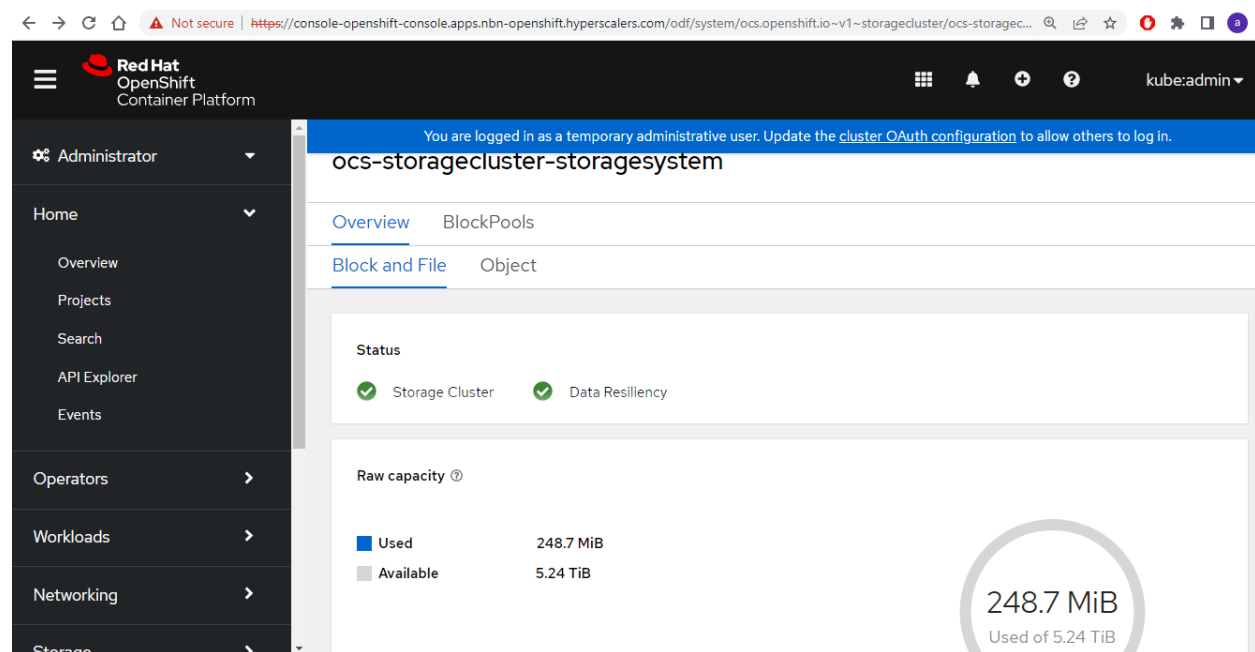 Not secure | https://console-openshift-console.apps.nbn-openshift.hyperscalers.com/odf/system/ocs.openshift.io~v1~storagecluster/ocs-storagec...
a
Red Hat
OpenShift
Container Platform
kube:admin
You are logged in as a temporary administrative user. Update the cluster OAuth configuration to allow others to log in.
Administrator
Home
Overview
Projects
Search
API Explorer
Events
Operators
Workloads
Networking
Storage
ocs-storagecluster-storagesystem
Overview BlockPools
Block and File Object
Status
Storage Cluster Data Resiliency
Raw capacity
Used 248.7 MiB
Available 5.24 TiB
248.7 MiB
Used of 5.24 TiB